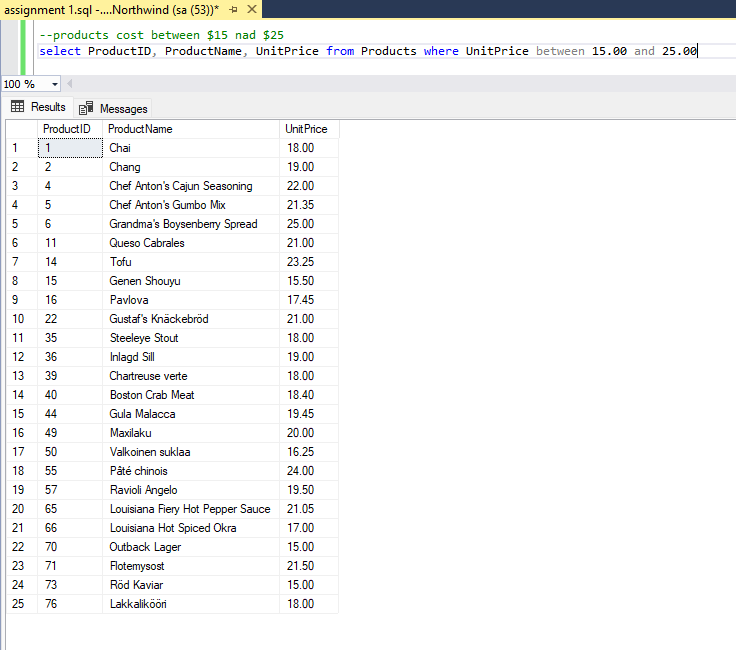 assignment 1.sql -....Northwind (sa (53))*
--products cost between $15 nad $25
select ProductID, ProductName, UnitPrice from Products where UnitPrice between 15.00 and 25.00
100 %
Results Messages
ProductID ProductName UnitPrice
1 1 Chai 18.00
2 2 Chang 19.00
3 4 Chef Anton's Cajun Seasoning 22.00
4 5 Chef Anton's Gumbo Mix 21.35
5 6 Grandma's Boysenberry Spread 25.00
6 11 Queso Cabrales 21.00
7 14 Tofu 23.25
8 15 Genen Shouyu 15.50
9 16 Pavlova 17.45
10 22 Gustaf's Knäckebröd 21.00
11 35 Steeleye Stout 18.00
12 36 Inlagd Sill 19.00
13 39 Chartreuse verte 18.00
14 40 Boston Crab Meat 18.40
15 44 Gula Malacca 19.45
16 49 Maxilaku 20.00
17 50 Valkoinen suklaa 16.25
18 55 Pâté chinois 24.00
19 57 Ravioli Angelo 19.50
20 65 Louisiana Fiery Hot Pepper Sauce 21.05
21 66 Louisiana Hot Spiced Okra 17.00
22 70 Outback Lager 15.00
23 71 Flotemysost 21.50
24 73 Röd Kaviar 15.00
25 76 Lakkalikööri 18.00